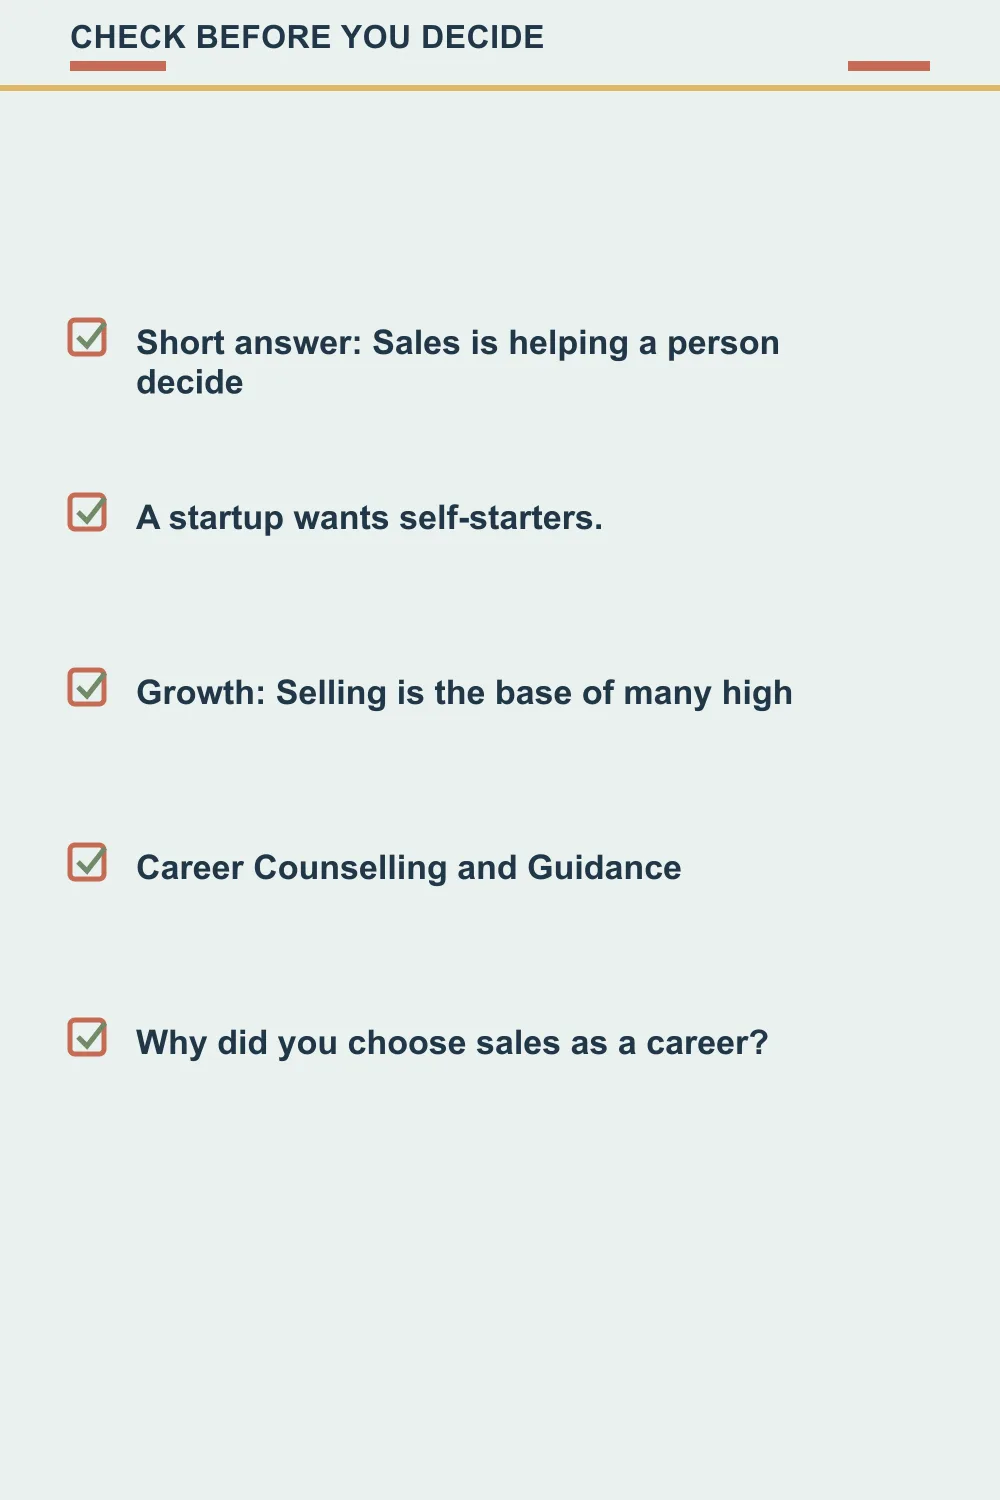 CHECK BEFORE YOU DECIDE
Short answer: Sales is helping a person
decide
A startup wants self-starters.
Growth: Selling is the base of many high
Career Counselling and Guidance
Why did you choose sales as a career?